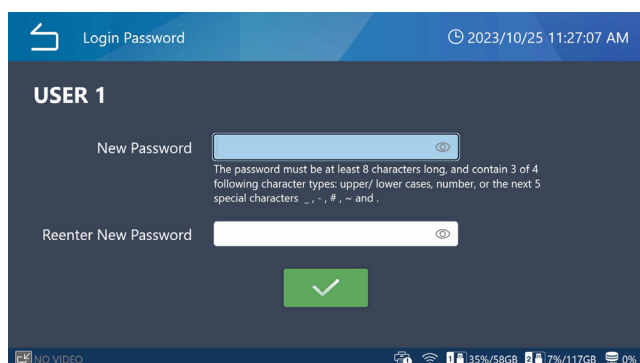 Login Password
2023/10/25 11:27:07 AM
USER 1
New Password
The password must be at least 8 characters long, and contain 3 of 4
following character types: upper/ lower cases, number, or the next 5
special characters _ , - , # , ~ and .
Reenter New Password
NO VIDEO
1 35%/58GB 2 7%/117GB 0%